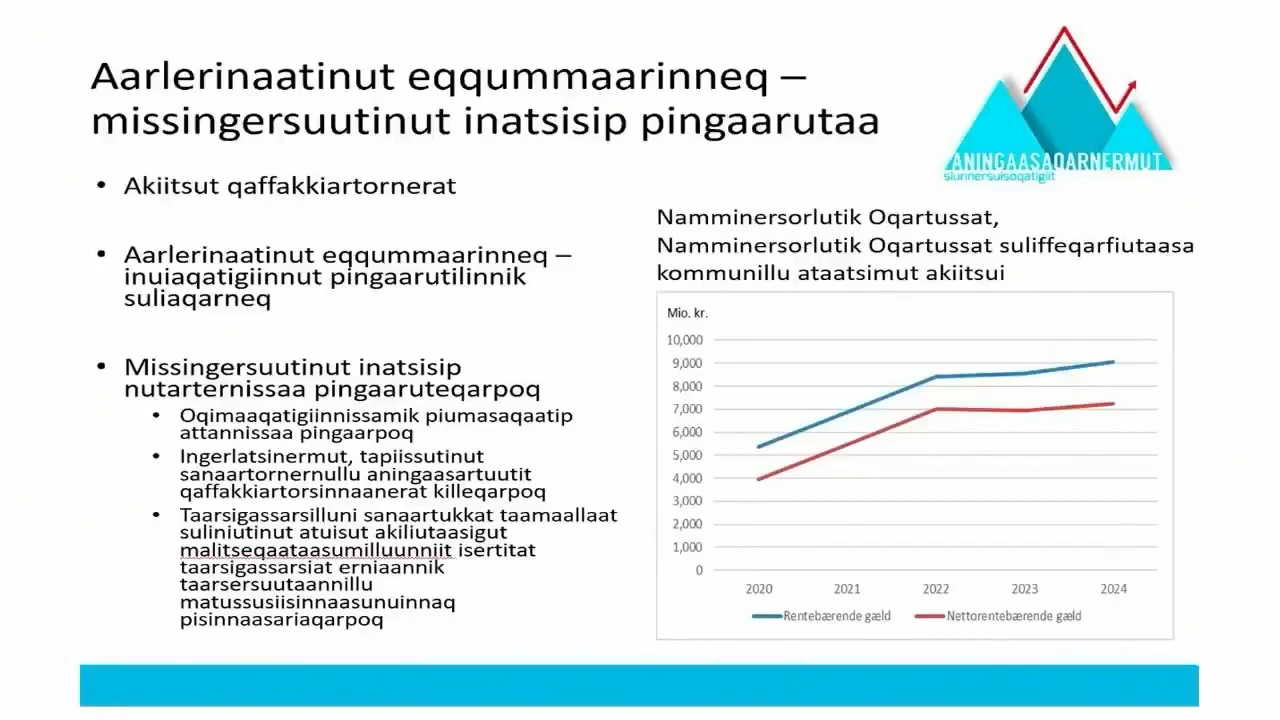 Aarlerinaatinut eqqummaarinneq –
missingersuutinut inatsisip pingaarutaa
ANINGAASAQARNERMUT
siunnersuisoqatigiit
• Akiitsut qaffakkiartornerat
• Aarlerinaatinut eqqummaarinneq –
inuiaqatigiinnut pingaarutilinnik
suliaqarneq
• Missingersuutinut inatsisip
nutarternissaa pingaaruteqarpoq
• Oqimaaqatigiinnissamik piumasaqaatip
attannissaa pingaarpoq
• Ingerlatsinermut, tapiissutinut
sanaartornernullu aningaasartuutit
qaffakkiartorsinnaanerat killeqarpoq
• Taarsigassarsilluni sanaartukkat taamaallaat
suliniutinut atuisut akiliutaasigut
malitseqaataasumilluunniit isertitat
taarsigassarsiat erniaannik
taarsersuutaannillu
matussusiisinnaasunuinnaq
pisinnaasariaqarpoq
Namminersorlutik Oqartussat,
Namminersorlutik Oqartussat suliffeqarfiutaasa
kommunillu ataatsimut akiitsui
Mio. kr.
10,000
9,000
8,000
7,000
6,000
5,000
4,000
3,000
2,000
1,000
0
2020 2021 2022 2023 2024
Rentebærende gæld Nettorentebærende gæld